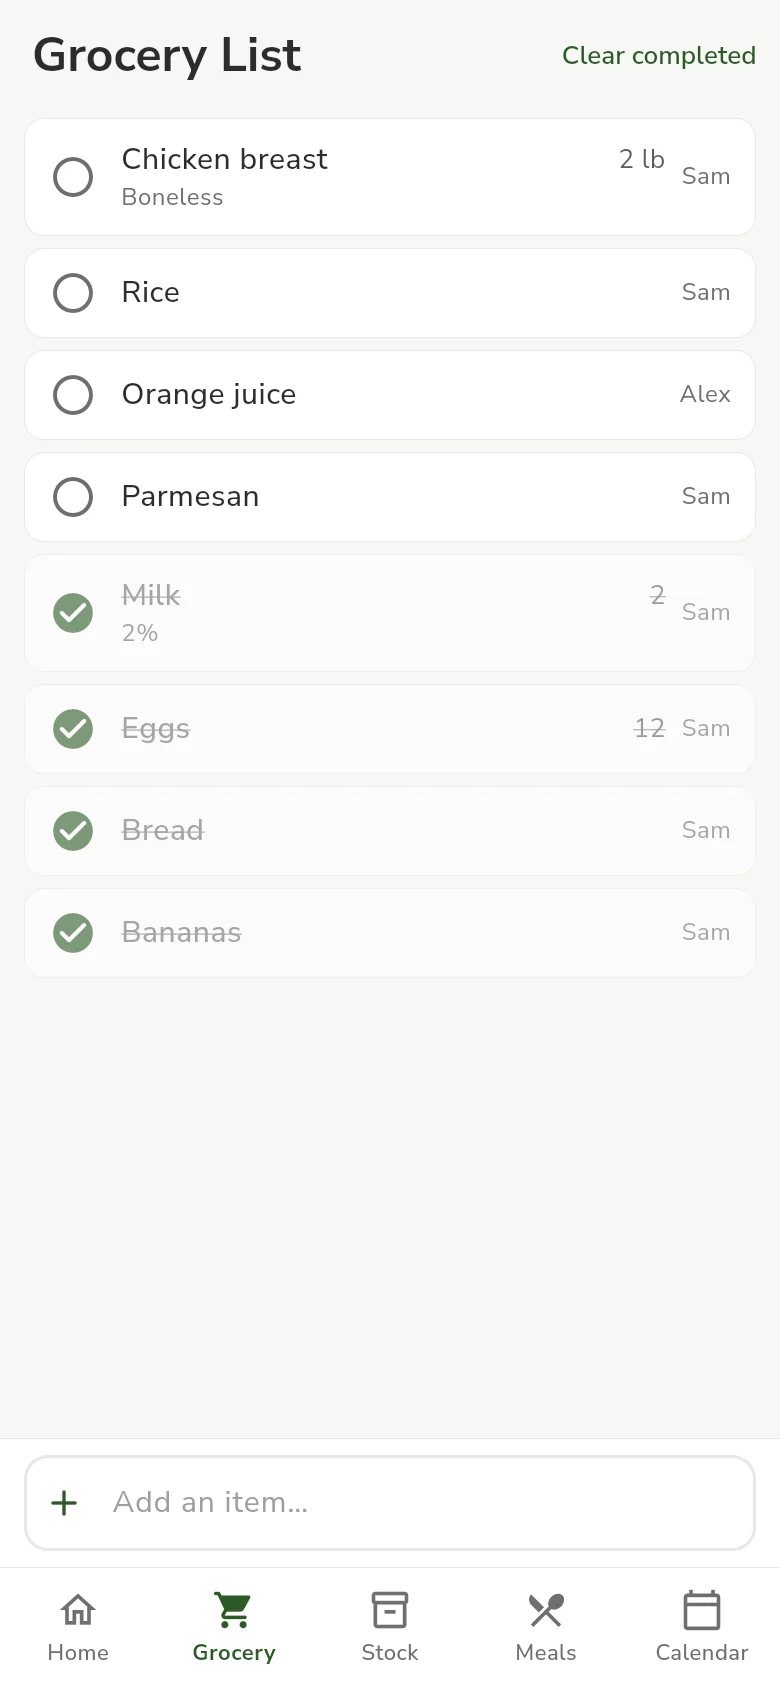 Grocery List
Clear completed
Chicken breast 2 lb Sam
Boneless
Rice Sam
Orange juice Alex
Parmesan Sam
Milk 2 Sam
2%
Eggs 12 Sam
Bread Sam
Bananas Sam
Add an item...
Home Grocery Stock Meals Calendar